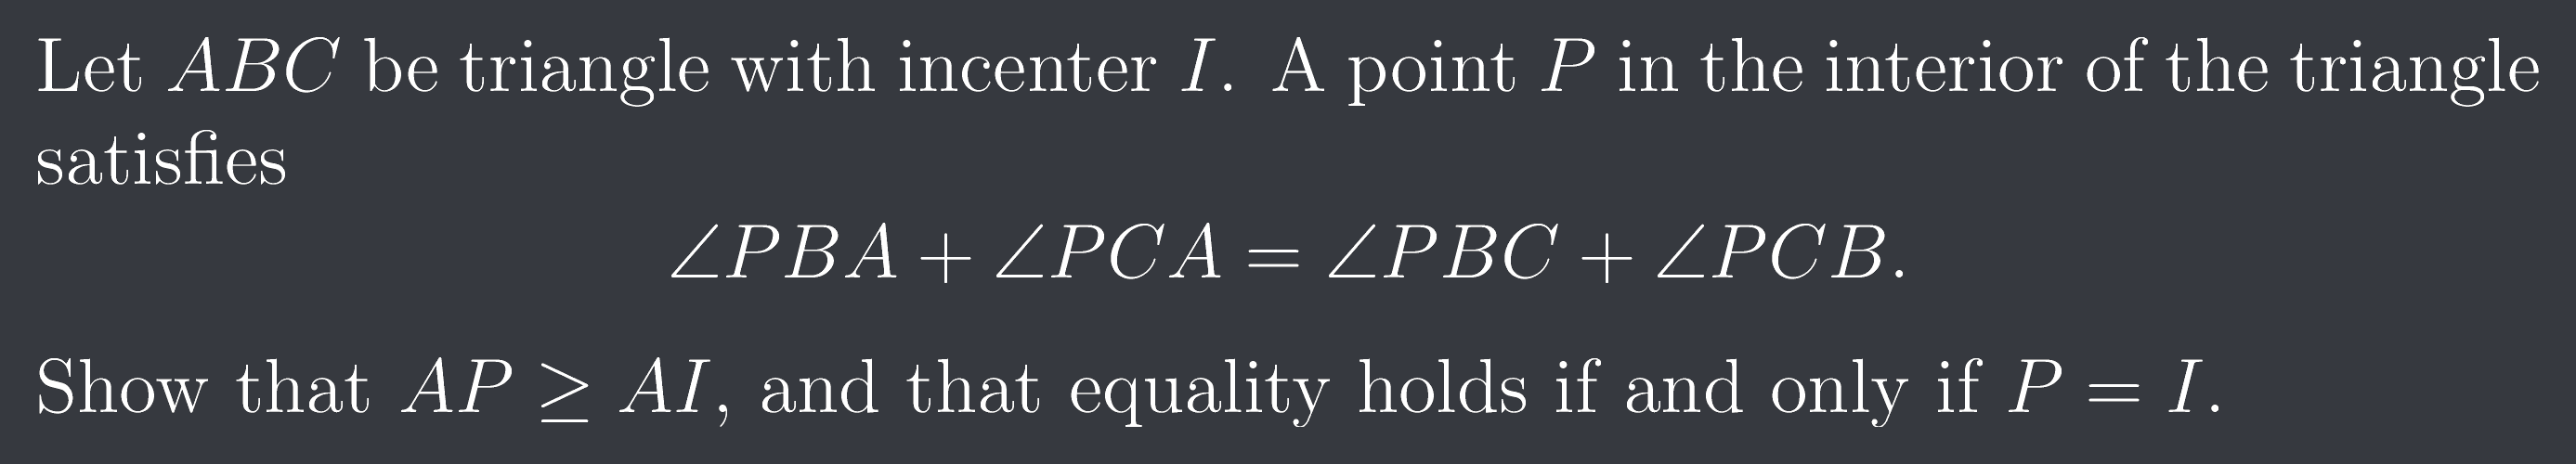 Let ABC be triangle with incenter I. A point P in the interior of the triangle
satisfies
∠PBA + ∠PCA = ∠PBC + ∠PCB.
Show that AP ≥ AI, and that equality holds if and only if P = I.